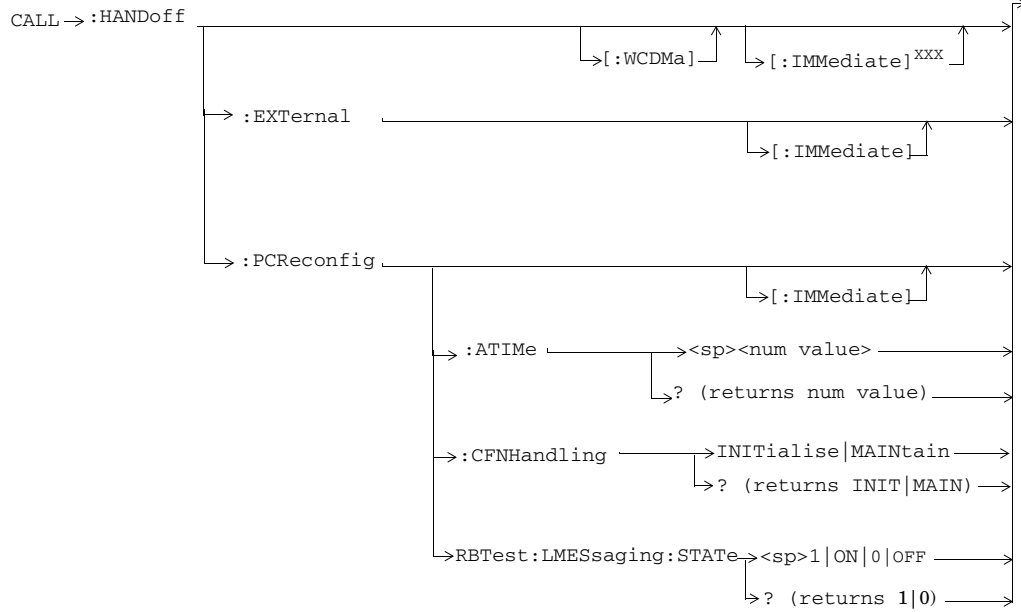 CALL :HANDoff
[:WCDMa] [:IMMediate]XXX
:EXTernal
[:IMMediate]
:PCReconfig
[:IMMediate]
:ATIMe <sp><num value>
? (returns num value)
:CFNHandling INITialise|MAINtain
? (returns INIT|MAIN)
RBTest:LMESsaging:STATe <sp>1|ON|0|OFF
? (returns 1|0)